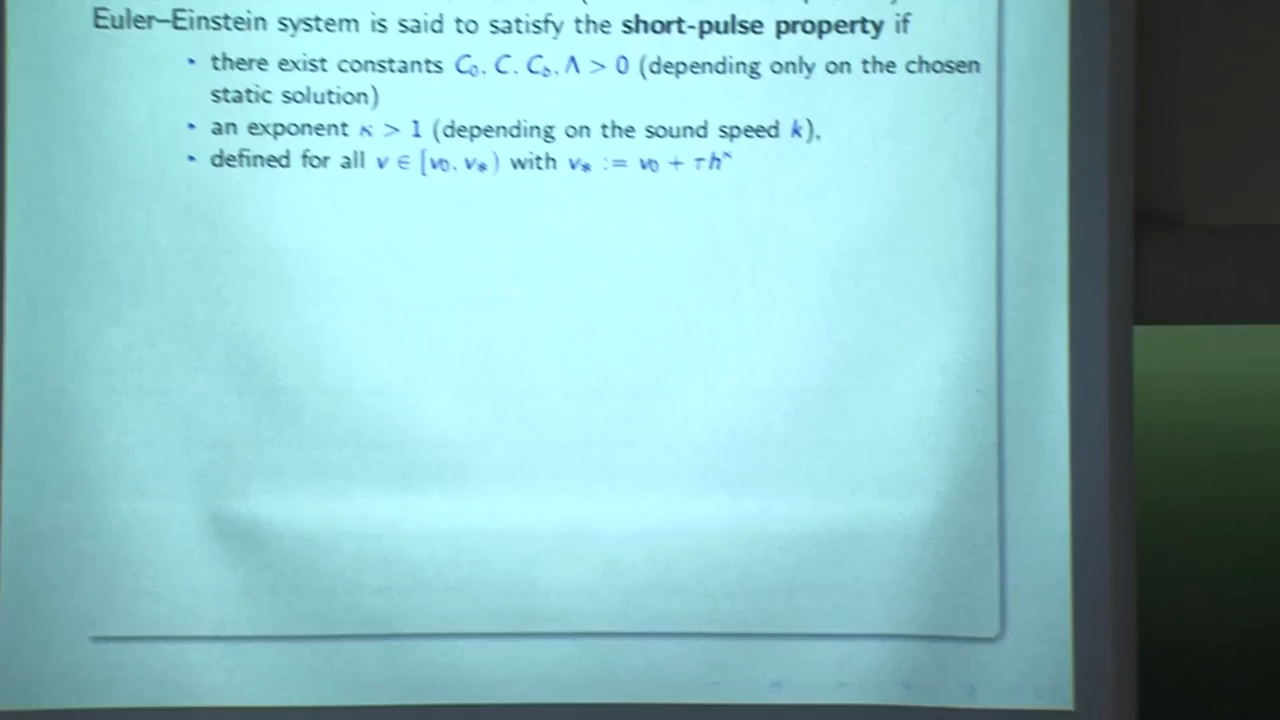 Euler–Einstein system is said to satisfy the short-pulse property if
• there exist constants C₀, C, C_b, Λ > 0 (depending only on the chosen
static solution)
• an exponent κ > 1 (depending on the sound speed k),
• defined for all v ∈ [v₀, v∗) with v∗ := v₀ + τh^κ